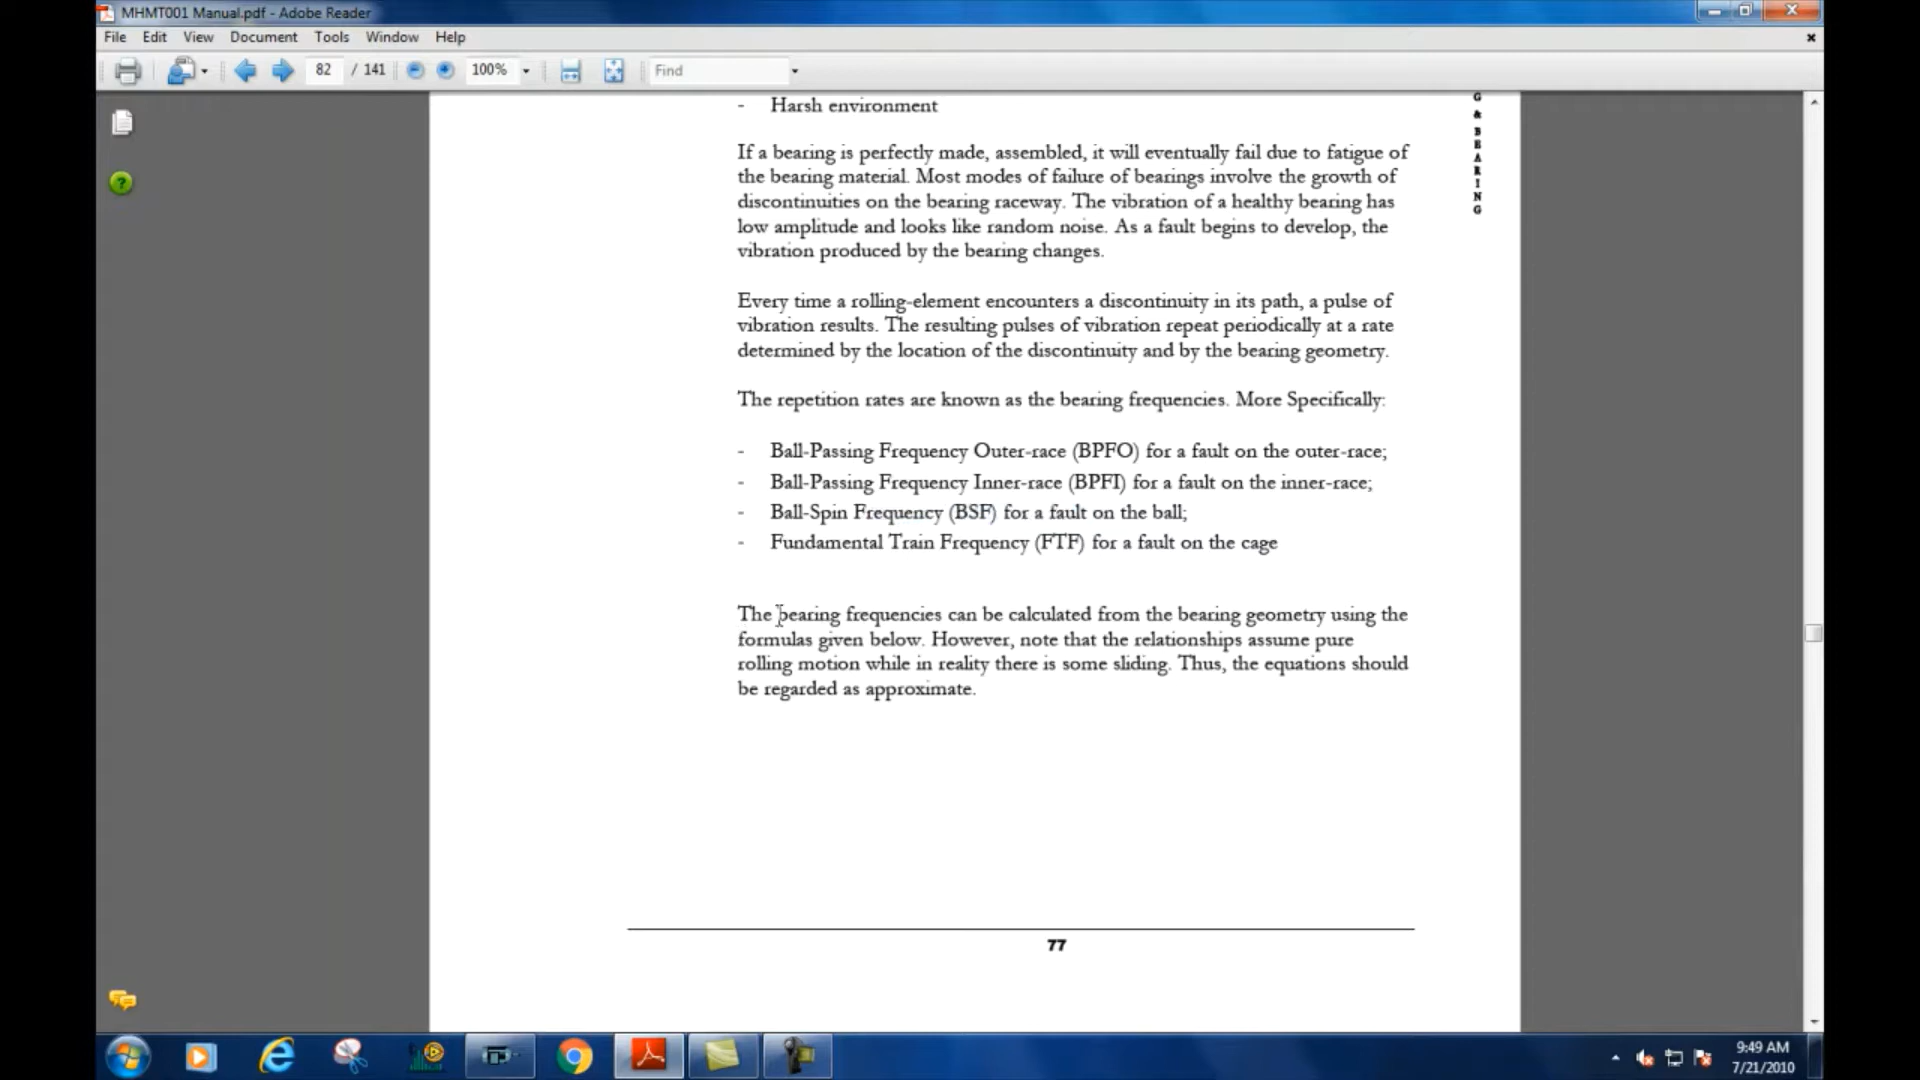 MHMT001 Manual.pdf - Adobe Reader
File Edit View Document Tools Window Help
82 / 141 100% Find
- Harsh environment
G & BEARING
If a bearing is perfectly made, assembled, it will eventually fail due to fatigue of
the bearing material. Most modes of failure of bearings involve the growth of
discontinuities on the bearing raceway. The vibration of a healthy bearing has
low amplitude and looks like random noise. As a fault begins to develop, the
vibration produced by the bearing changes.
Every time a rolling-element encounters a discontinuity in its path, a pulse of
vibration results. The resulting pulses of vibration repeat periodically at a rate
determined by the location of the discontinuity and by the bearing geometry.
The repetition rates are known as the bearing frequencies. More Specifically:
- Ball-Passing Frequency Outer-race (BPFO) for a fault on the outer-race;
- Ball-Passing Frequency Inner-race (BPFI) for a fault on the inner-race;
- Ball-Spin Frequency (BSF) for a fault on the ball;
- Fundamental Train Frequency (FTF) for a fault on the cage
The bearing frequencies can be calculated from the bearing geometry using the
formulas given below. However, note that the relationships assume pure
rolling motion while in reality there is some sliding. Thus, the equations should
be regarded as approximate.
77
9:49 AM
7/21/2010